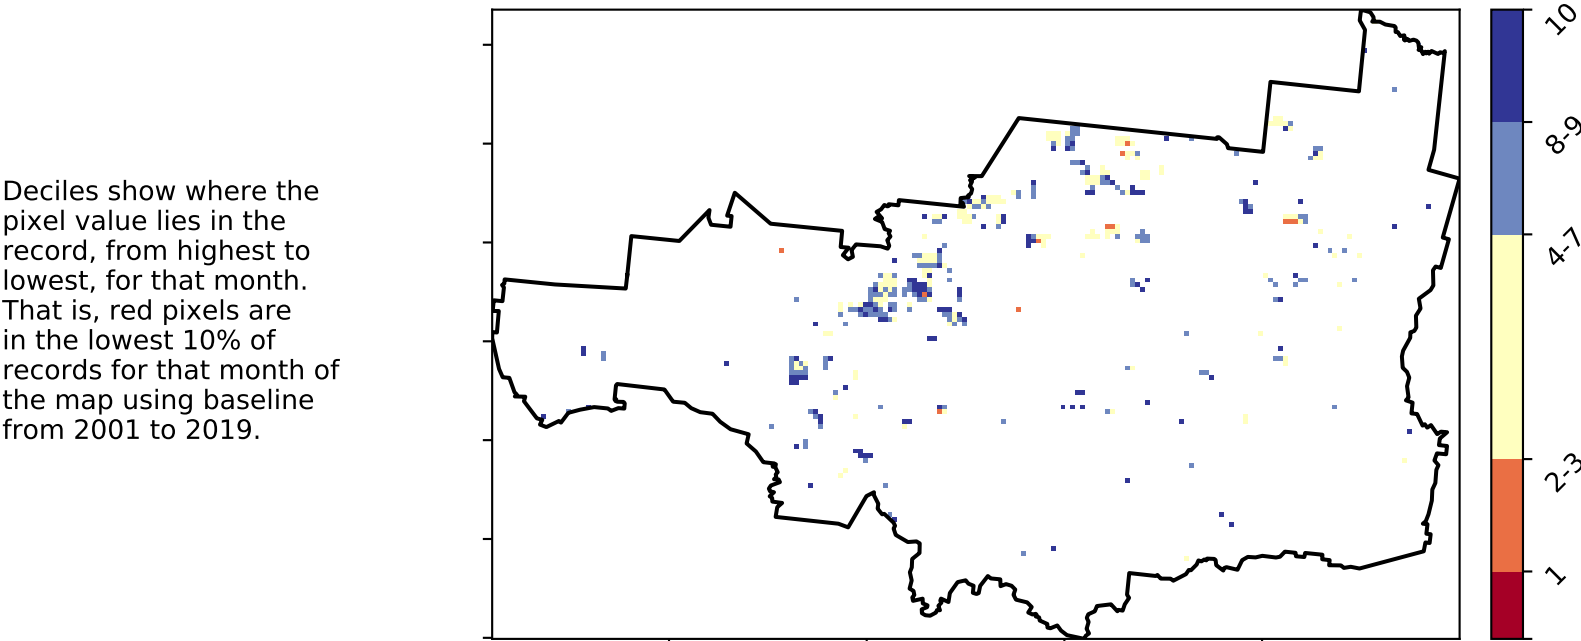 Deciles show where the
pixel value lies in the
record, from highest to
lowest, for that month.
That is, red pixels are
in the lowest 10% of
records for that month of
the map using baseline
from 2001 to 2019.
10
8-9
4-7
2-3
1